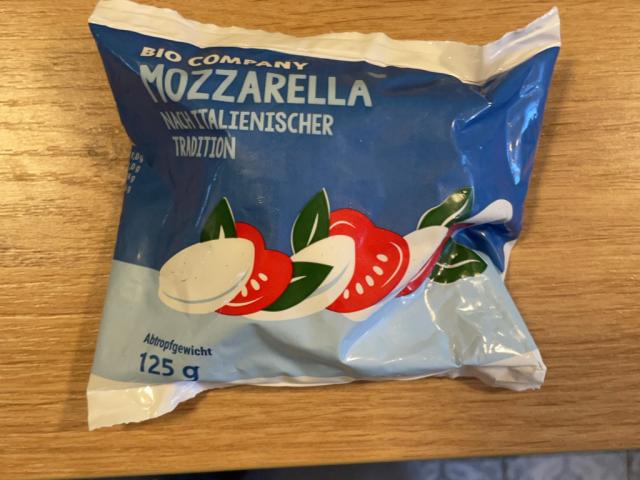 BIO COMPANY
MOZZARELLA
NACH ITALIENISCHER
TRADITION
Abtropfgewicht
125 g